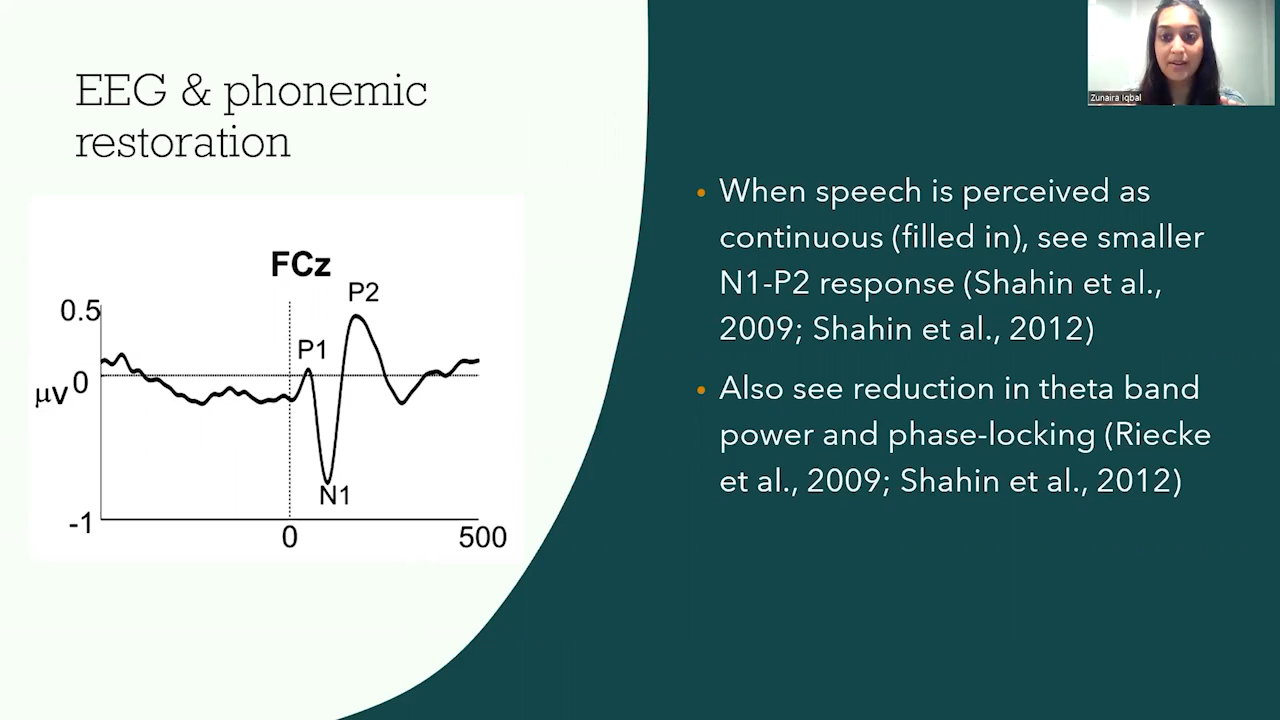 EEG & phonemic
restoration
FCz
P2
0.5
P1
0
μv
N1
-1
0
500
Zunaira Iqbal
• When speech is perceived as
continuous (filled in), see smaller
N1-P2 response (Shahin et al.,
2009; Shahin et al., 2012)
• Also see reduction in theta band
power and phase-locking (Riecke
et al., 2009; Shahin et al., 2012)